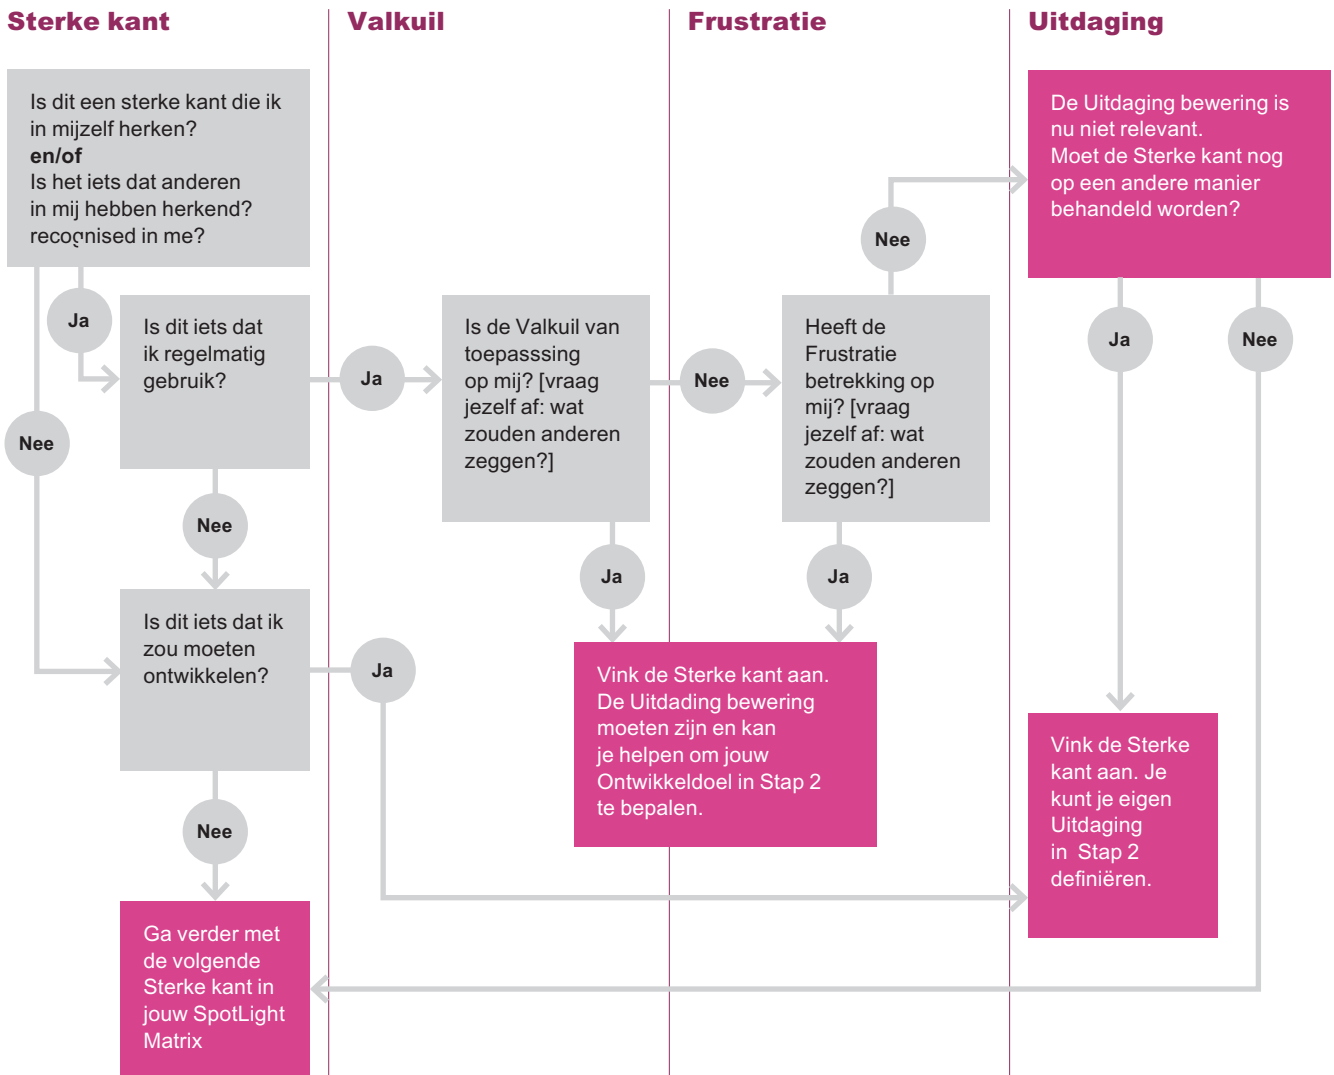 Sterke kant
Valkuil
Frustratie
Uitdaging
Is dit een sterke kant die ik
in mijzelf herken?
en/of
Is het iets dat anderen
in mij hebben herkend?
recognised in me?
De Uitdaging bewering is
nu niet relevant.
Moet de Sterke kant nog
op een andere manier
behandeld worden?
Nee
Ja
Is dit iets dat
ik regelmatig
gebruik?
Ja
Is de Valkuil van
toepasssing
op mij? [vraag
jezelf af: wat
zouden anderen
zeggen?]
Nee
Heeft de
Frustratie
betrekking op
mij? [vraag
jezelf af: wat
zouden anderen
zeggen?]
Ja
Nee
Nee
Nee
Ja
Ja
Is dit iets dat ik
zou moeten
ontwikkelen?
Ja
Vink de Sterke kant aan.
De Uitdading bewering
moeten zijn en kan
je helpen om jouw
Ontwikkeldoel in Stap 2
te bepalen.
Vink de Sterke
kant aan. Je
kunt je eigen
Uitdaging
in  Stap 2
definiëren.
Nee
Ga verder met
de volgende
Sterke kant in
jouw SpotLight
Matrix